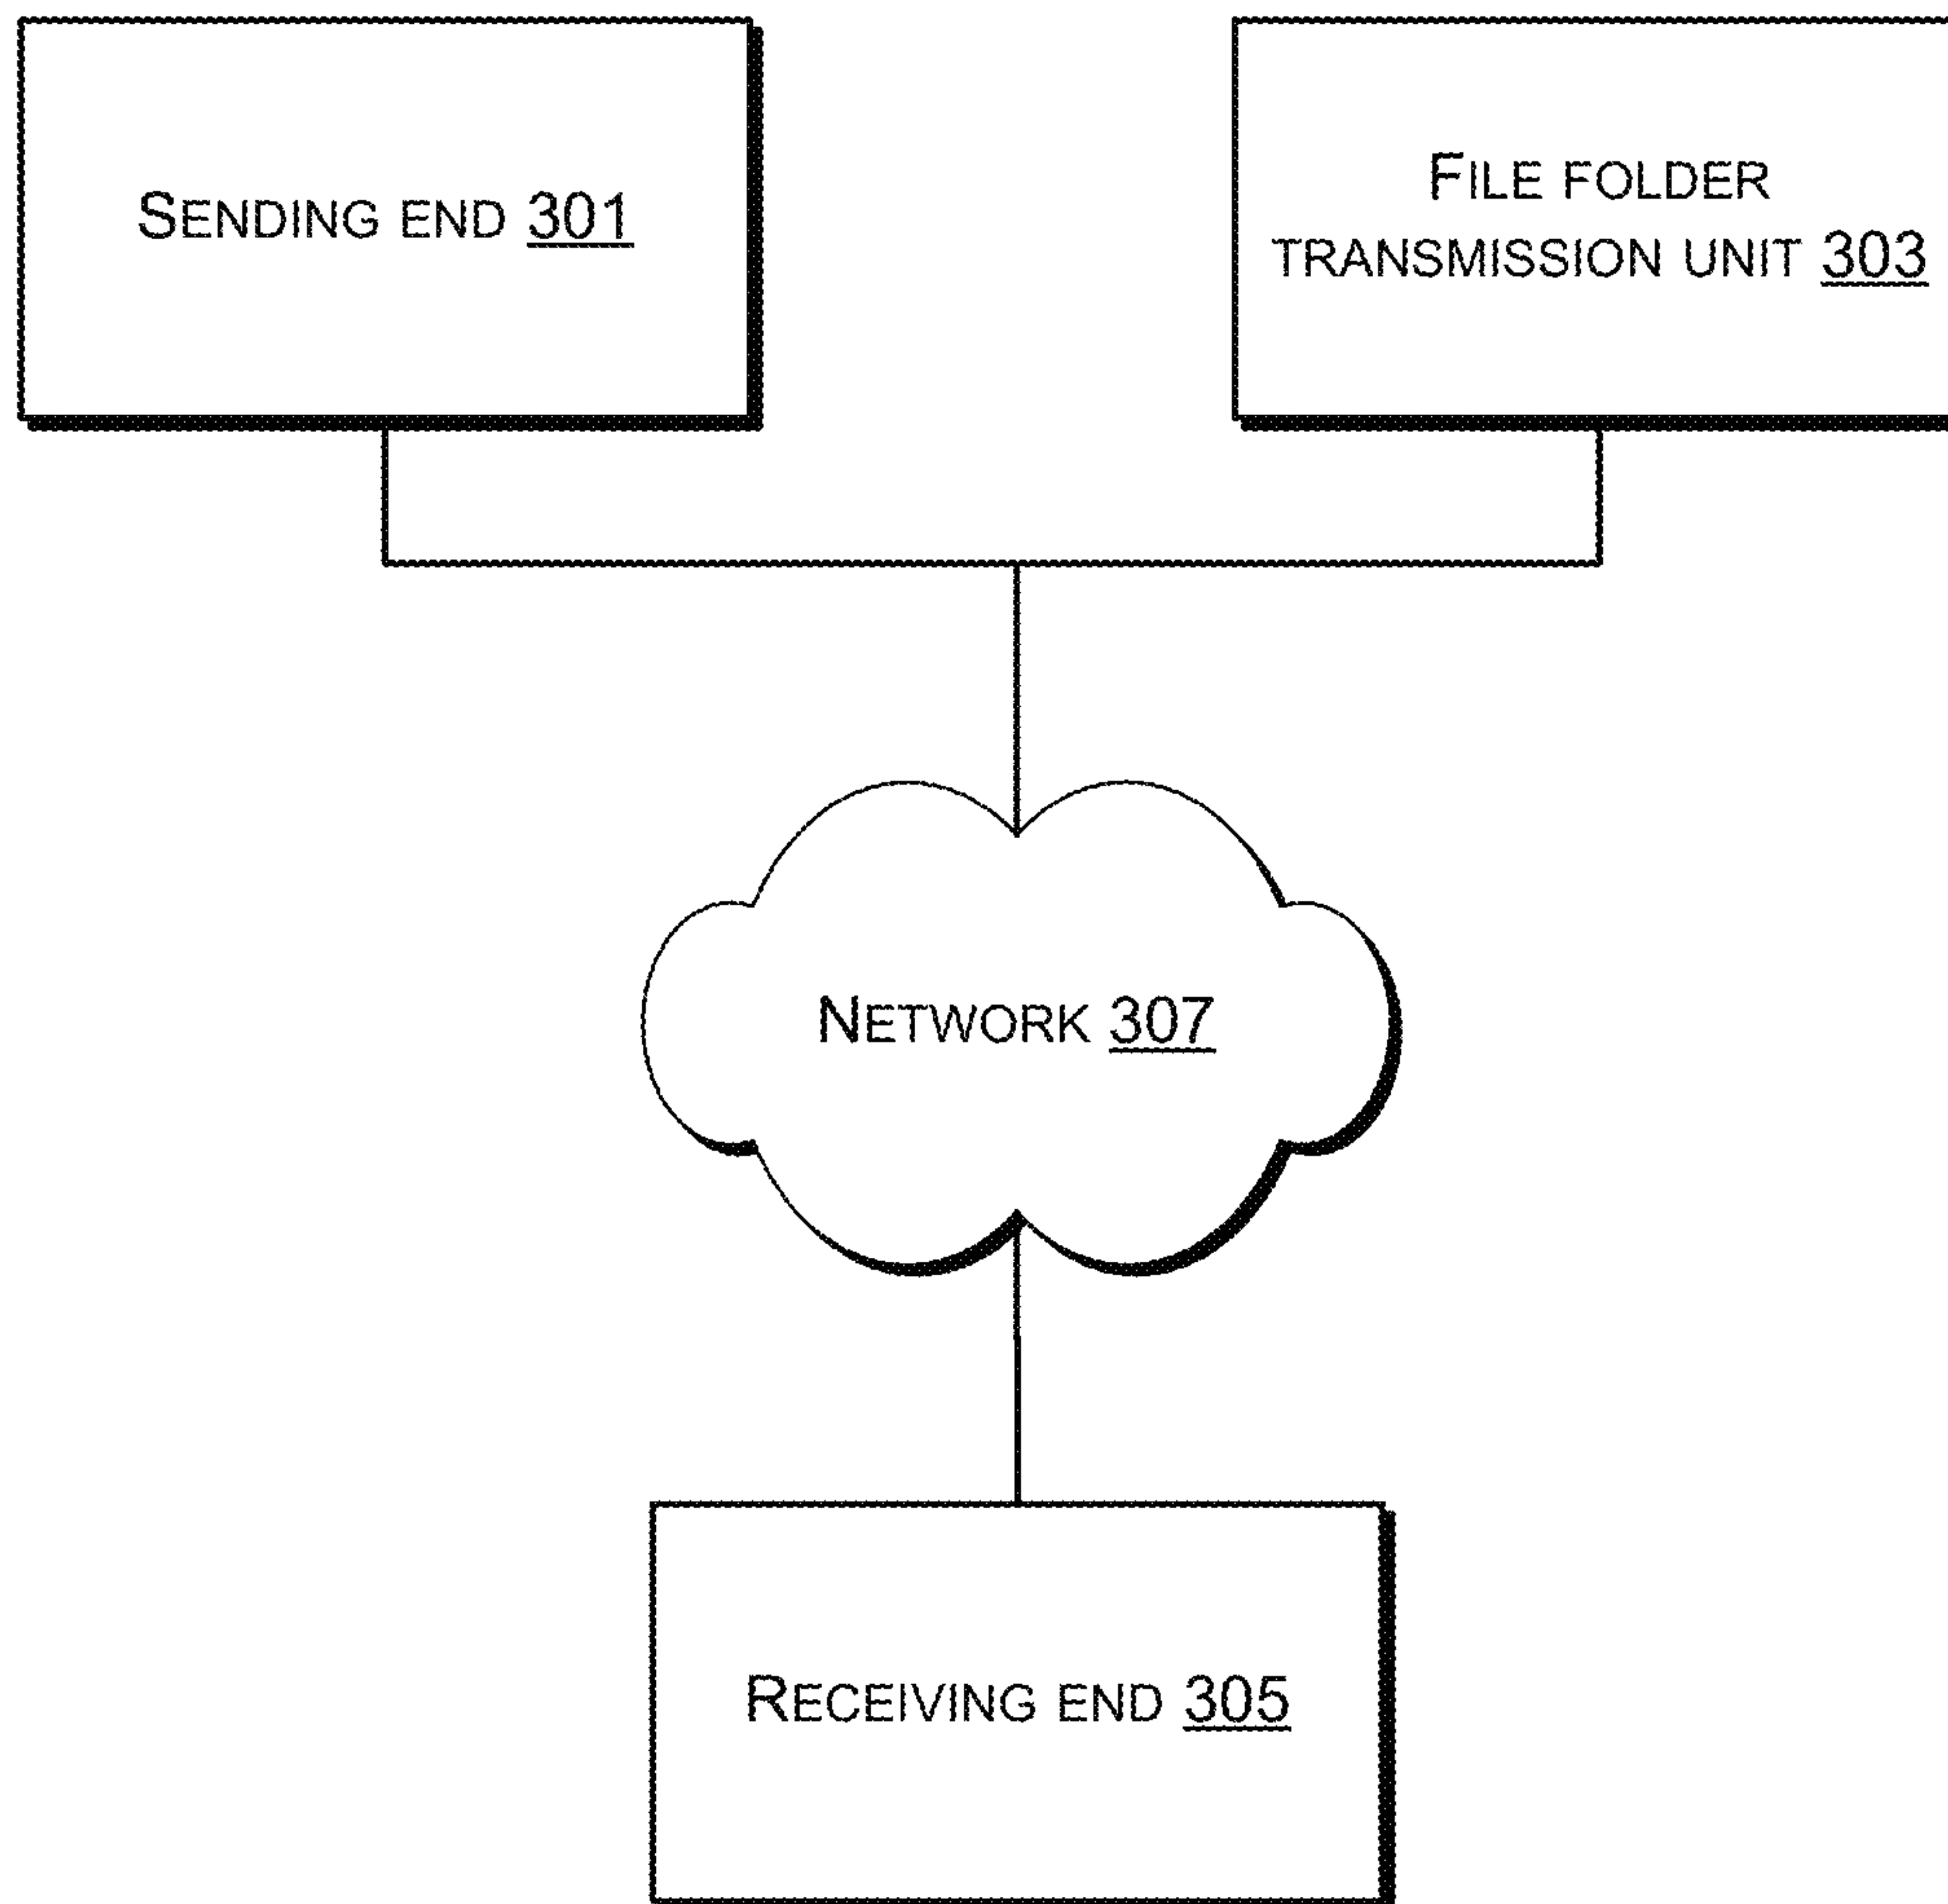 SENDING END 301
FILE FOLDER
TRANSMISSION UNIT 303
NETWORK 307
RECEIVING END 305